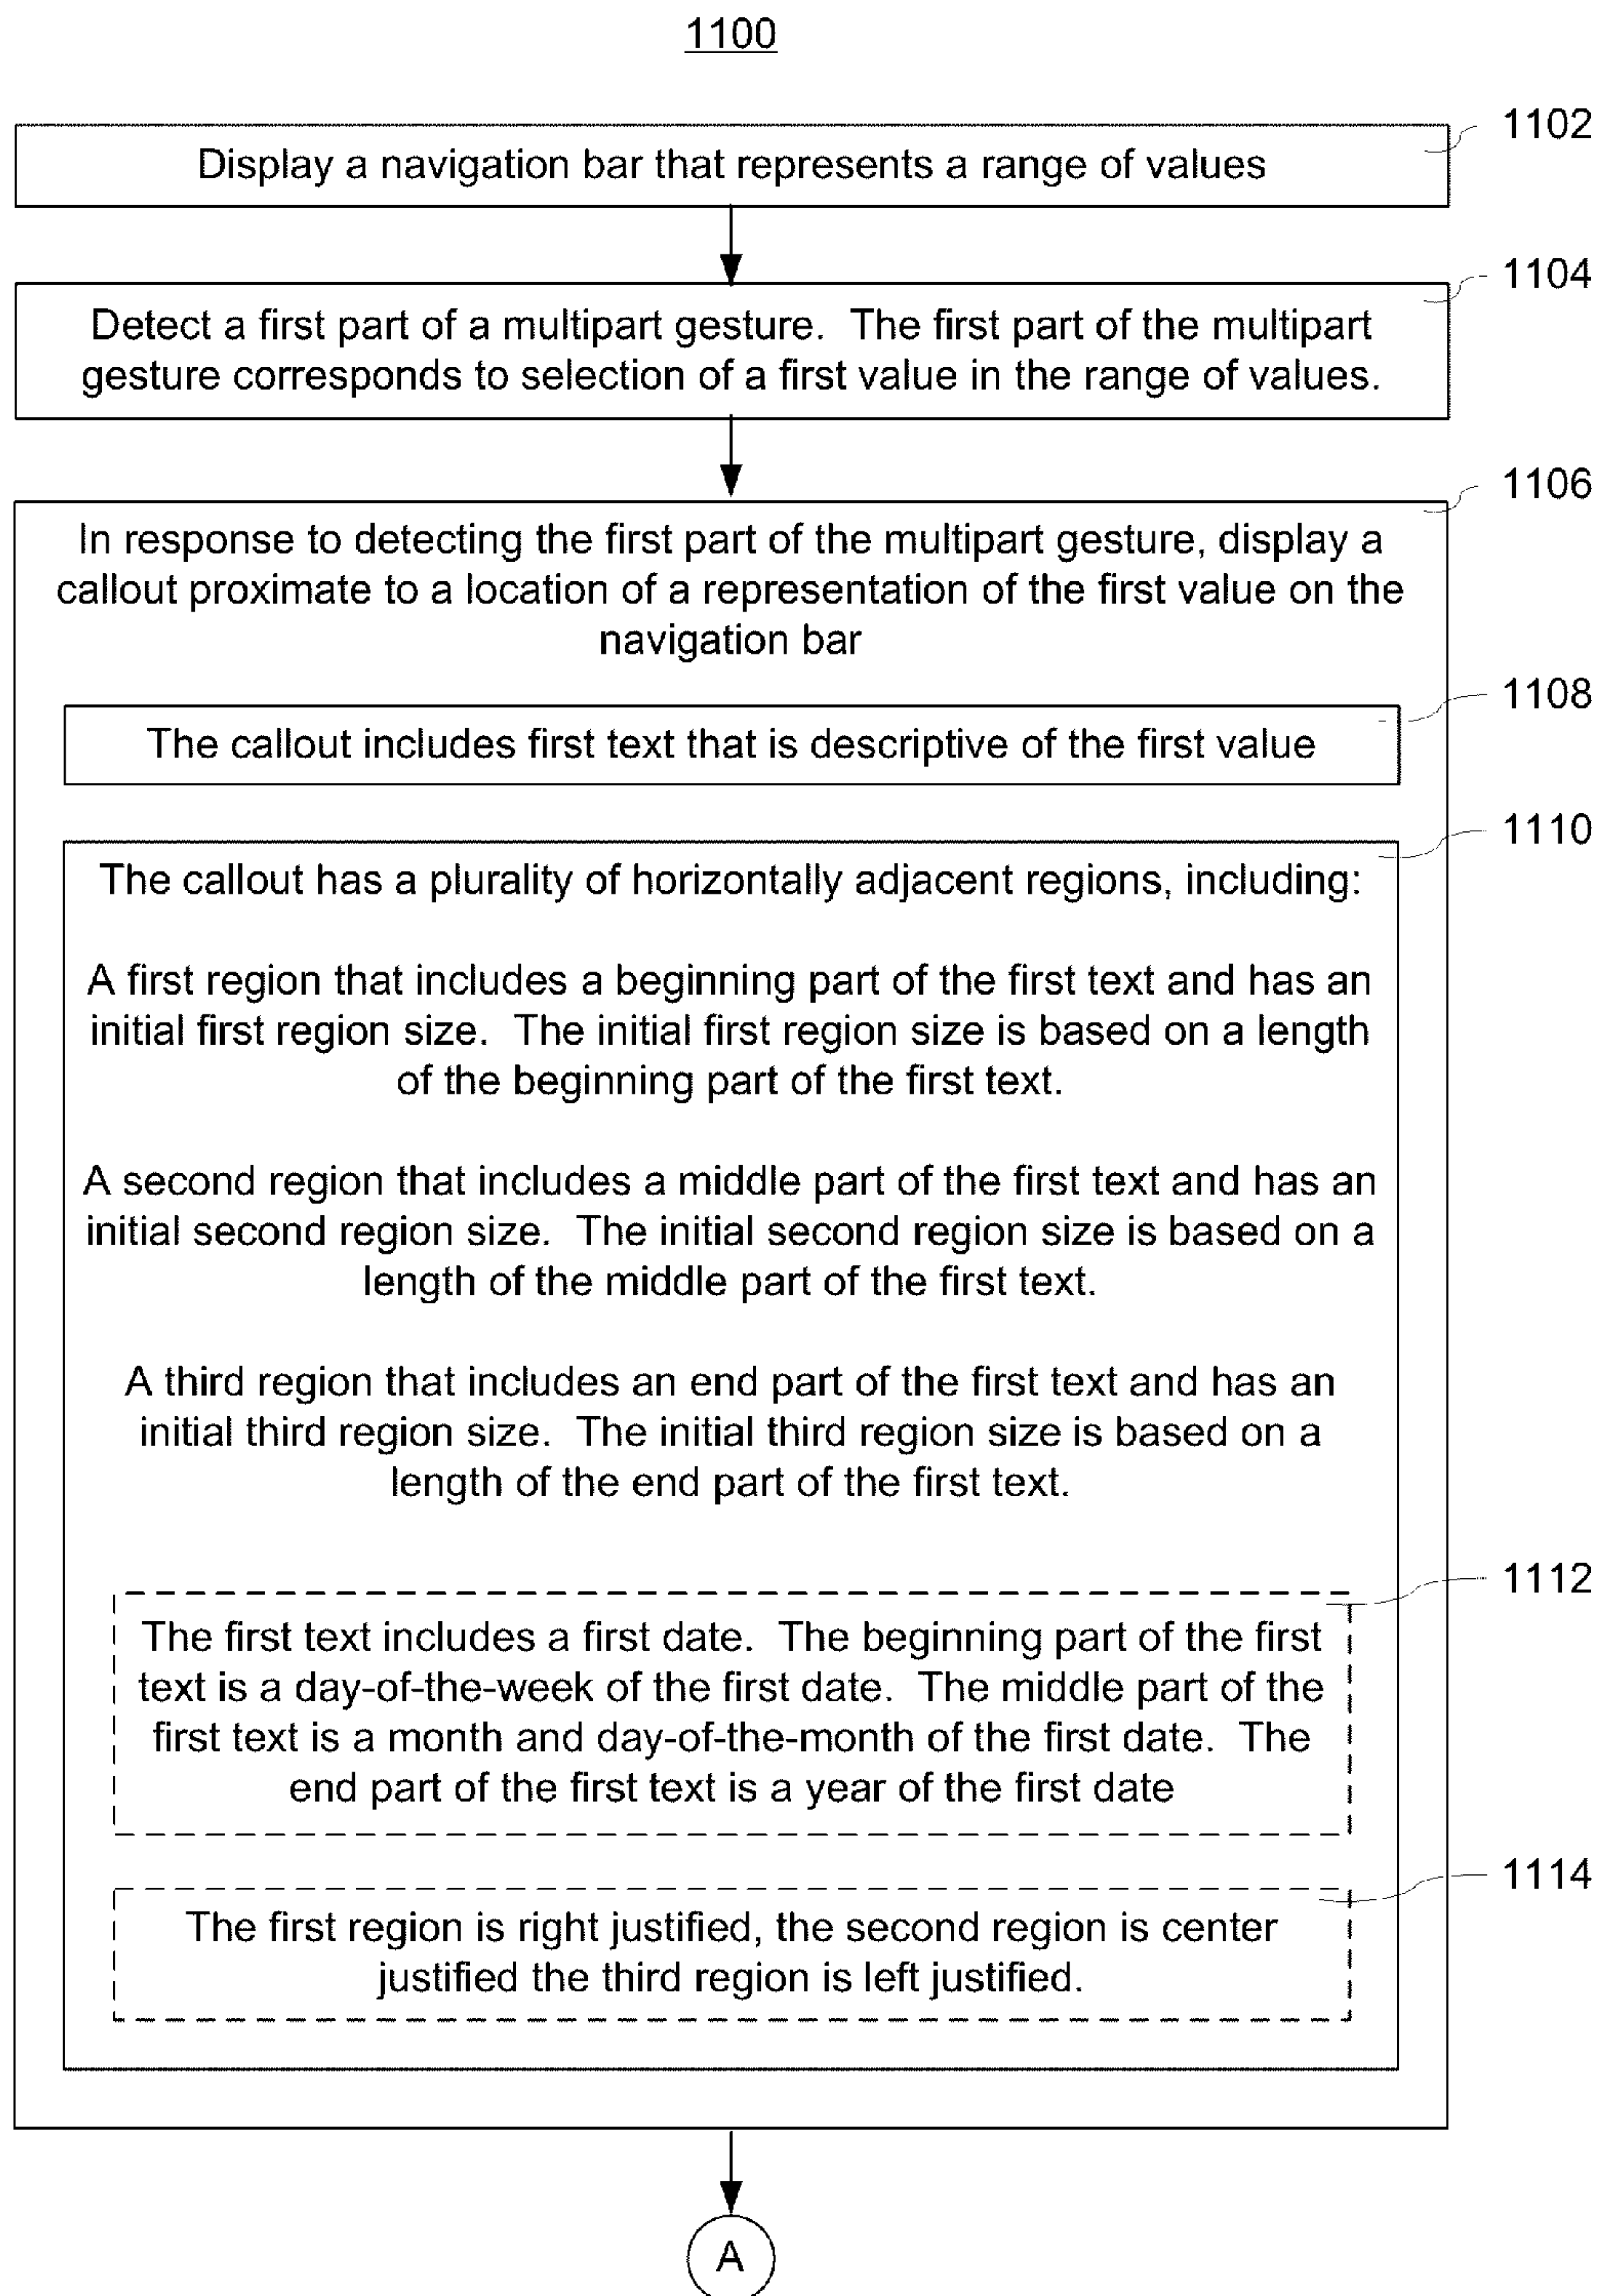 1100
1102
Display a navigation bar that represents a range of values
1104
Detect a first part of a multipart gesture.  The first part of the multipart
gesture corresponds to selection of a first value in the range of values.
1106
In response to detecting the first part of the multipart gesture, display a
callout proximate to a location of a representation of the first value on the
navigation bar
1108
The callout includes first text that is descriptive of the first value
1110
The callout has a plurality of horizontally adjacent regions, including:
A first region that includes a beginning part of the first text and has an
initial first region size.  The initial first region size is based on a length
of the beginning part of the first text.
A second region that includes a middle part of the first text and has an
initial second region size.  The initial second region size is based on a
length of the middle part of the first text.
A third region that includes an end part of the first text and has an
initial third region size.  The initial third region size is based on a
length of the end part of the first text.
1112
The first text includes a first date.  The beginning part of the first
text is a day-of-the-week of the first date.  The middle part of the
first text is a month and day-of-the-month of the first date.  The
end part of the first text is a year of the first date
1114
The first region is right justified, the second region is center
justified the third region is left justified.
A